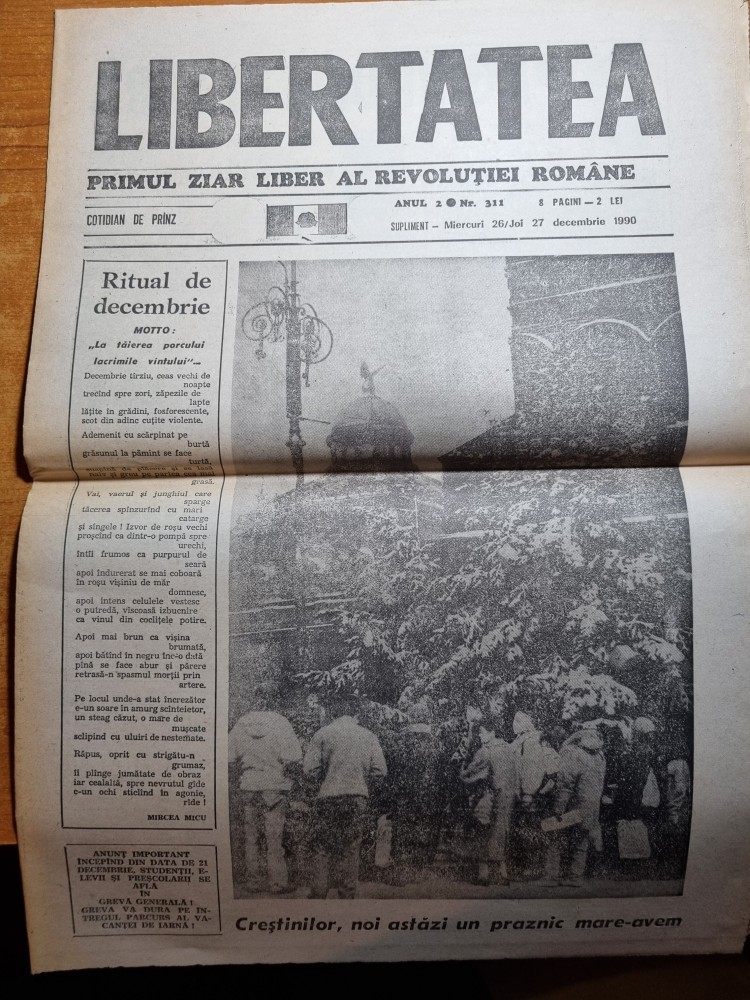 LIBERTATEA
PRIMUL ZIAR LIBER AL REVOLUŢIEI ROMÂNE
COTIDIAN DE PRÎNZ
ANUL 2 ● Nr. 311 8 PAGINI — 2 LEI
SUPLIMENT — Miercuri 26/Joi 27 decembrie 1990
Ritual de
decembrie
MOTTO :
„La tăierea porcului
lacrimile vîntului"...
Decembrie tîrziu, ceas vechi de
noapte
trecînd spre zori, zăpezile de
lapte
lăţite în grădini, fosforescente,
scot din adînc cuţite violente.
Ademenit cu scărpinat pe
burtă
grăsunul la pămînt se face
turtă,
grasă.
Vai, vaerul şi junghiul care
sparge
tăcerea spînzurînd cu mari
catarge
şi sîngele ! Izvor de roşu vechi
proşcînd ca dintr-o pompă spre
urechi,
întîi frumos ca purpurul de
seară
apoi îndurerat se mai coboară
în roşu vişiniu de măr
domnesc,
apoi intens celulele vestesc
o putredă, vîscoasă izbucnire
ca vinul din cocliţele potire.
Apoi mai brun ca vişina
brumată,
apoi bătînd în negru într-o dată
pînă se face abur şi părere
retrasă-n spasmul morţii prin
artere.
Pe locul unde-a stat încrezător
e-un soare în amurg scînteietor,
un steag căzut, o mare de
muşcate
sclipind cu uluiri de nestemate.
Răpus, oprit cu strigătu-n
grumaz,
îi plînge jumătate de obraz
iar cealaltă, spre nevrutul gîde
c-un ochi sticlind în agonie,
rîde !
MIRCEA MICU
ANUNŢ IMPORTANT
ÎNCEPÎND DIN DATA DE 21
DECEMBRIE, STUDENŢII, E-
LEVII ŞI PREŞCOLARII SE
AFLĂ
ÎN
GREVĂ GENERALĂ !
GREVA VA DURA PE ÎN-
TREGUL PARCURS AL VA-
CANŢEI DE IARNĂ !
Creştinilor, noi astăzi un praznic mare-avem